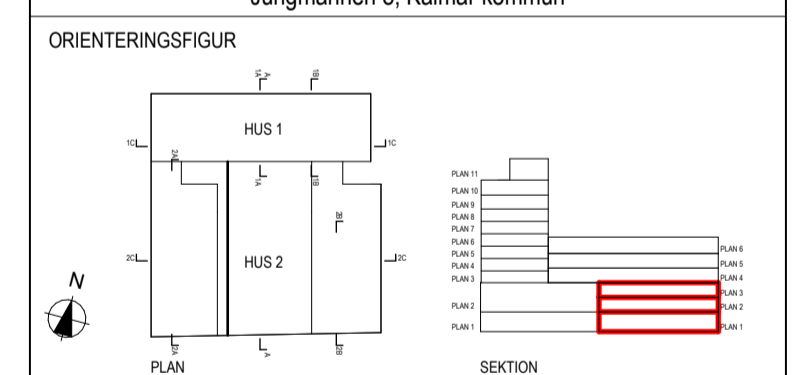 Jungmannen 3, Kalmar kommun
ORIENTERINGSFIGUR
1A A 1B
HUS 1
1C 1C
2A
1A 1B
2B
2C HUS 2 2C
N
2A A 2B
PLAN
PLAN 11
PLAN 10
PLAN 9
PLAN 8
PLAN 7
PLAN 6
PLAN 5
PLAN 4
PLAN 3
PLAN 2
PLAN 1
PLAN 6
PLAN 5
PLAN 4
PLAN 3
PLAN 2
PLAN 1
SEKTION